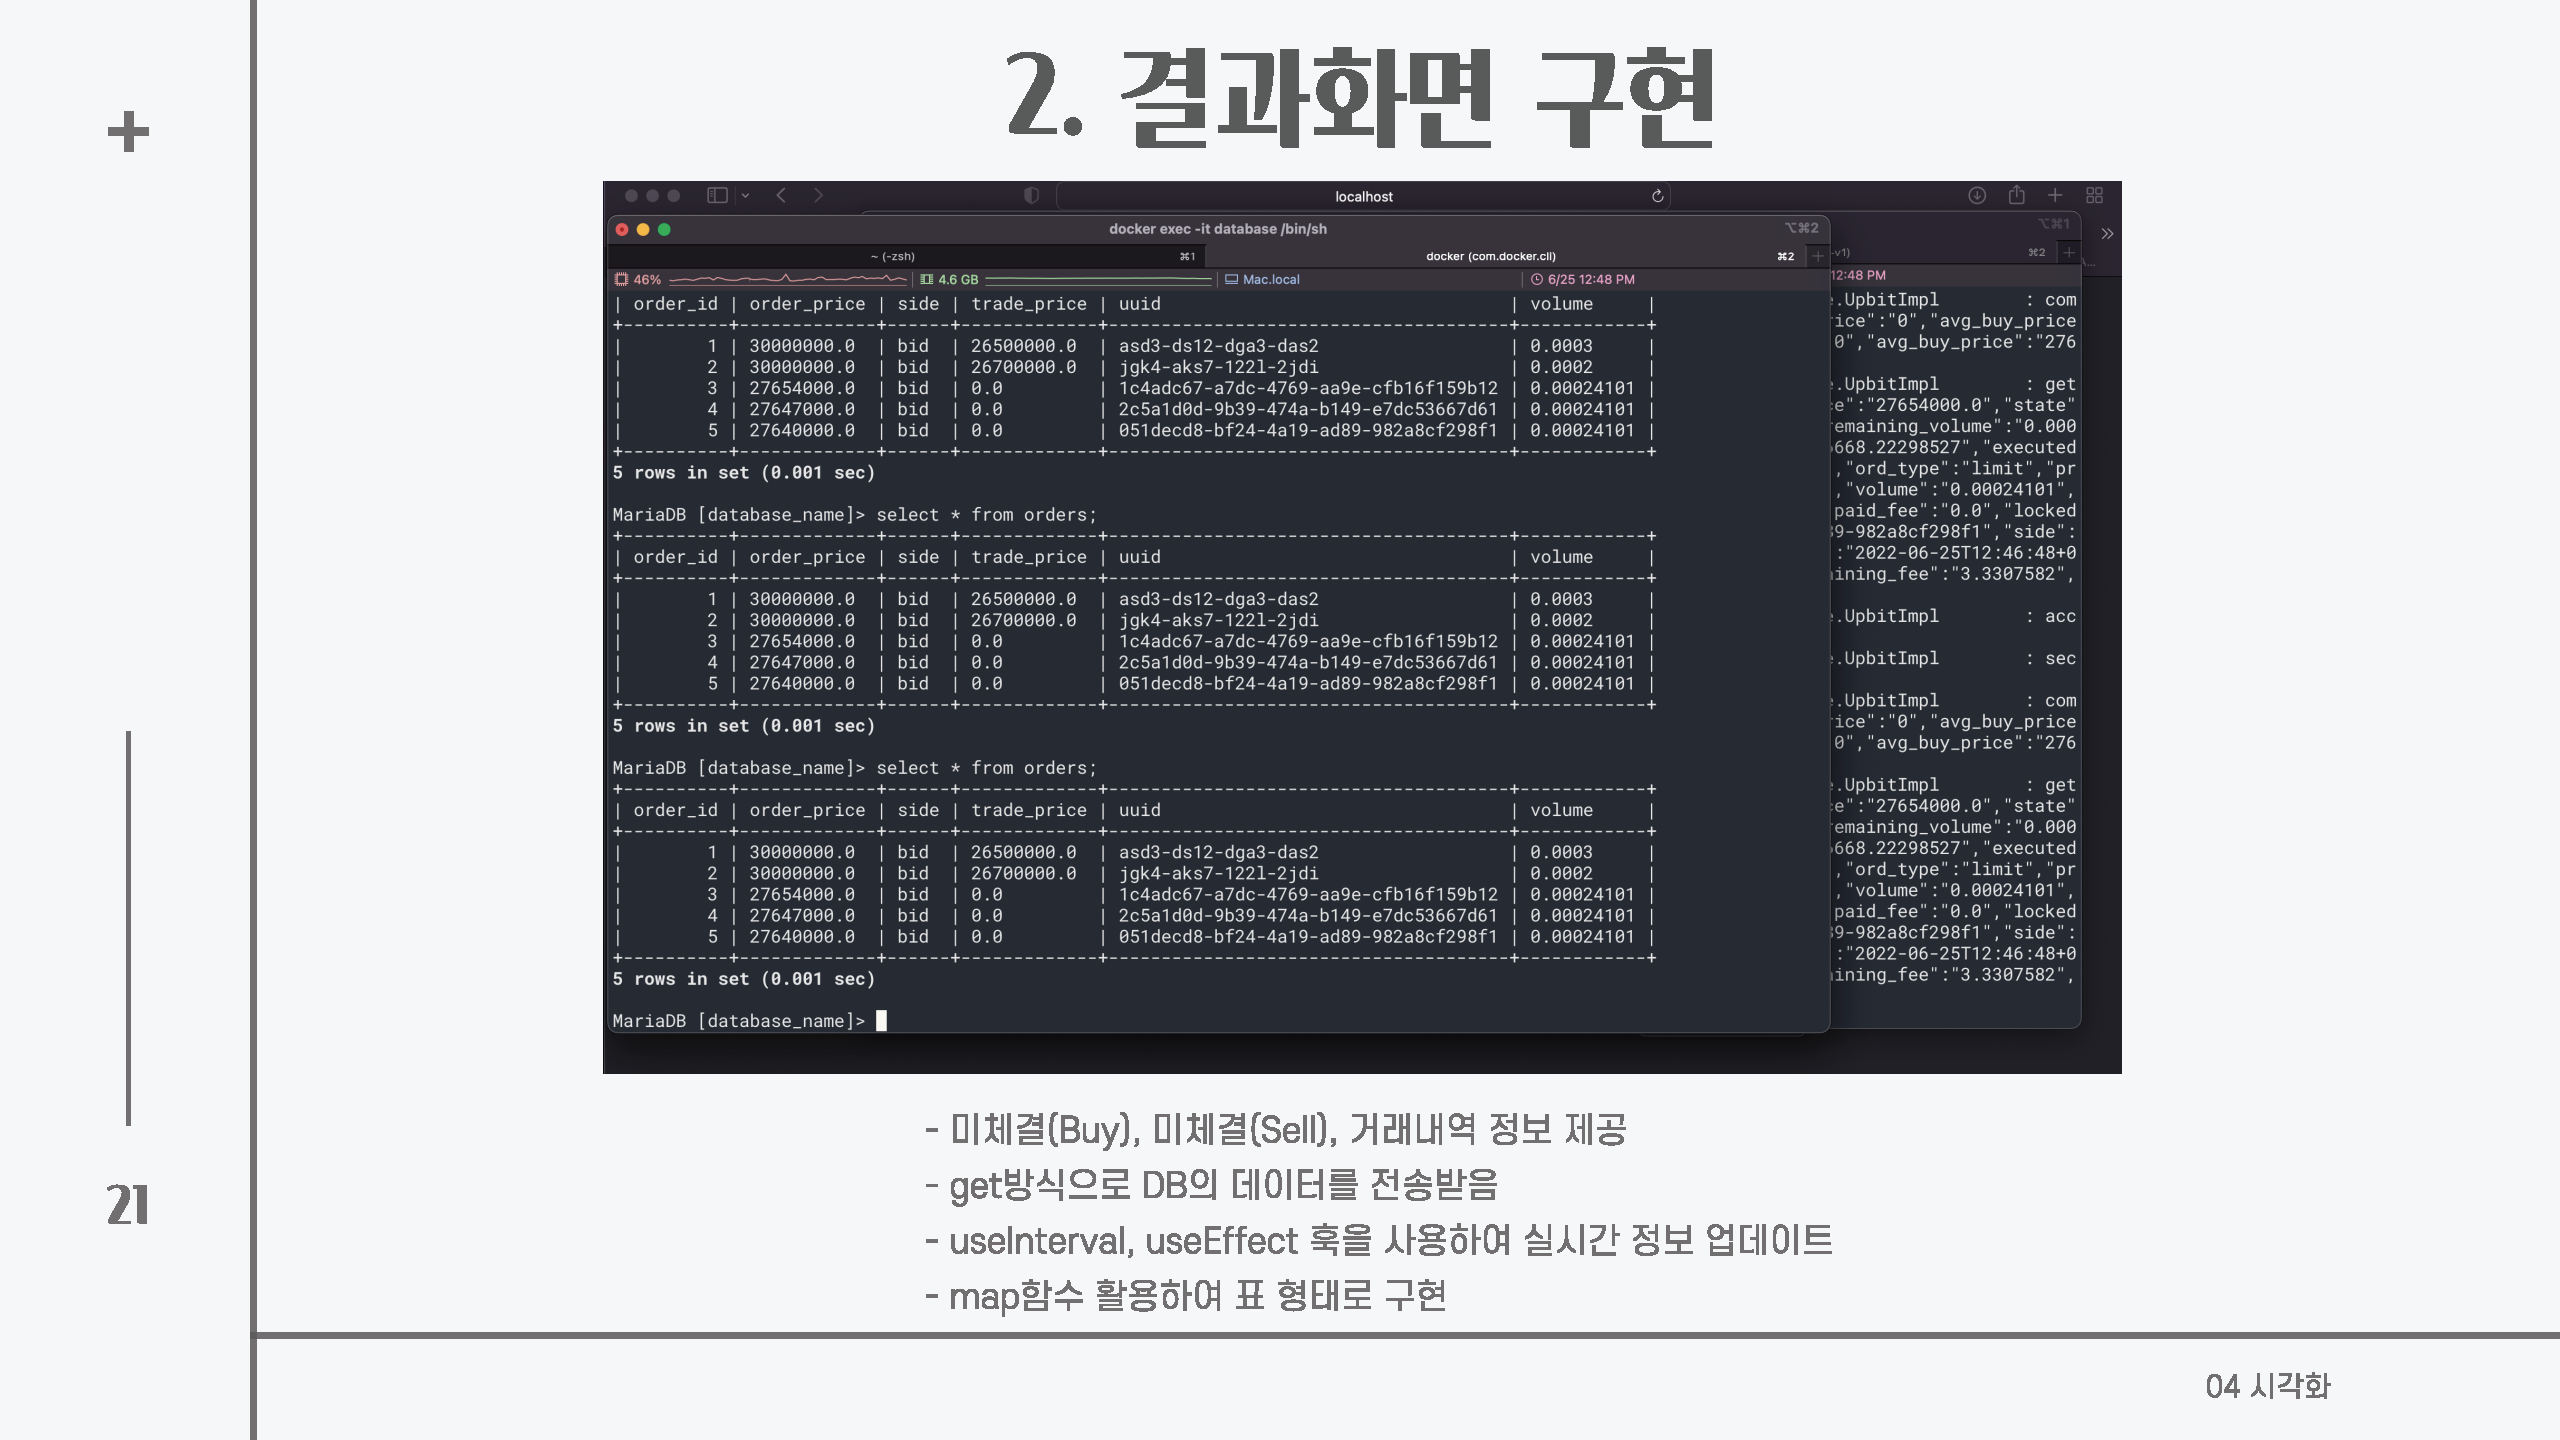 2. 결과화면 구현
localhost
docker exec -it database /bin/sh
⌥⌘2
⌥⌘1
~ (-zsh)
⌘1
docker (com.docker.cli)
⌘2
-v1)
⌘2
46%
4.6 GB
Mac.local
6/25 12:48 PM
12:48 PM
| order_id | order_price | side | trade_price | uuid | volume |
+----------+-------------+------+-------------+--------------------------------------+------------+
| 1 | 30000000.0 | bid | 26500000.0 | asd3-ds12-dga3-das2 | 0.0003 |
| 2 | 30000000.0 | bid | 26700000.0 | jgk4-aks7-122l-2jdi | 0.0002 |
| 3 | 27654000.0 | bid | 0.0 | 1c4adc67-a7dc-4769-aa9e-cfb16f159b12 | 0.00024101 |
| 4 | 27647000.0 | bid | 0.0 | 2c5a1d0d-9b39-474a-b149-e7dc53667d61 | 0.00024101 |
| 5 | 27640000.0 | bid | 0.0 | 051decd8-bf24-4a19-ad89-982a8cf298f1 | 0.00024101 |
+----------+-------------+------+-------------+--------------------------------------+------------+
5 rows in set (0.001 sec)
MariaDB [database_name]> select * from orders;
+----------+-------------+------+-------------+--------------------------------------+------------+
| order_id | order_price | side | trade_price | uuid | volume |
+----------+-------------+------+-------------+--------------------------------------+------------+
| 1 | 30000000.0 | bid | 26500000.0 | asd3-ds12-dga3-das2 | 0.0003 |
| 2 | 30000000.0 | bid | 26700000.0 | jgk4-aks7-122l-2jdi | 0.0002 |
| 3 | 27654000.0 | bid | 0.0 | 1c4adc67-a7dc-4769-aa9e-cfb16f159b12 | 0.00024101 |
| 4 | 27647000.0 | bid | 0.0 | 2c5a1d0d-9b39-474a-b149-e7dc53667d61 | 0.00024101 |
| 5 | 27640000.0 | bid | 0.0 | 051decd8-bf24-4a19-ad89-982a8cf298f1 | 0.00024101 |
+----------+-------------+------+-------------+--------------------------------------+------------+
5 rows in set (0.001 sec)
MariaDB [database_name]> select * from orders;
+----------+-------------+------+-------------+--------------------------------------+------------+
| order_id | order_price | side | trade_price | uuid | volume |
+----------+-------------+------+-------------+--------------------------------------+------------+
| 1 | 30000000.0 | bid | 26500000.0 | asd3-ds12-dga3-das2 | 0.0003 |
| 2 | 30000000.0 | bid | 26700000.0 | jgk4-aks7-122l-2jdi | 0.0002 |
| 3 | 27654000.0 | bid | 0.0 | 1c4adc67-a7dc-4769-aa9e-cfb16f159b12 | 0.00024101 |
| 4 | 27647000.0 | bid | 0.0 | 2c5a1d0d-9b39-474a-b149-e7dc53667d61 | 0.00024101 |
| 5 | 27640000.0 | bid | 0.0 | 051decd8-bf24-4a19-ad89-982a8cf298f1 | 0.00024101 |
+----------+-------------+------+-------------+--------------------------------------+------------+
5 rows in set (0.001 sec)
MariaDB [database_name]>
.UpbitImpl : com
ice":"0","avg_buy_price
0","avg_buy_price":"276
.UpbitImpl : get
e":"27654000.0","state"
emaining_volume":"0.000
668.22298527","executed
,"ord_type":"limit","pr
,"volume":"0.00024101",
paid_fee":"0.0","locked
9-982a8cf298f1","side":
:"2022-06-25T12:46:48+0
ining_fee":"3.3307582",
.UpbitImpl : acc
.UpbitImpl : sec
.UpbitImpl : com
ice":"0","avg_buy_price
0","avg_buy_price":"276
.UpbitImpl : get
e":"27654000.0","state"
emaining_volume":"0.000
668.22298527","executed
,"ord_type":"limit","pr
,"volume":"0.00024101",
paid_fee":"0.0","locked
9-982a8cf298f1","side":
:"2022-06-25T12:46:48+0
ining_fee":"3.3307582",
- 미체결(Buy), 미체결(Sell), 거래내역 정보 제공
- get방식으로 DB의 데이터를 전송받음
- useInterval, useEffect 훅을 사용하여 실시간 정보 업데이트
- map함수 활용하여 표 형태로 구현
21
04 시각화